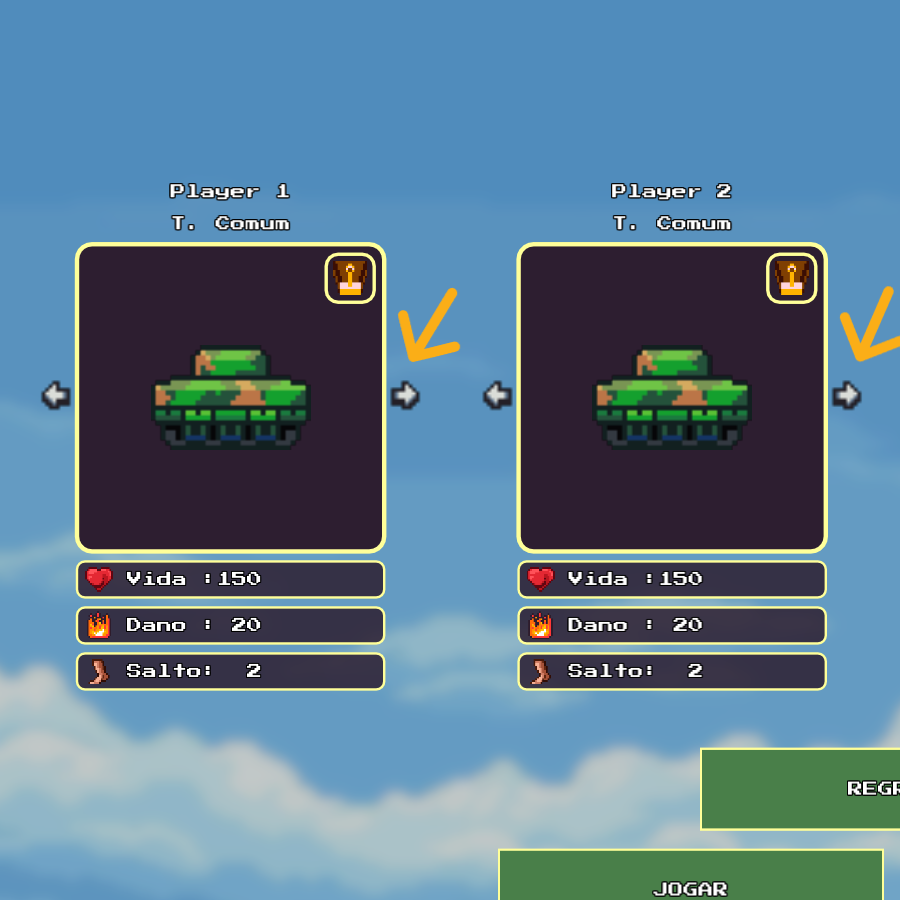 Player 1
T. Comum
Vida :150
Dano : 20
Salto: 2
Player 2
T. Comum
Vida :150
Dano : 20
Salto: 2
REGR
JOGAR